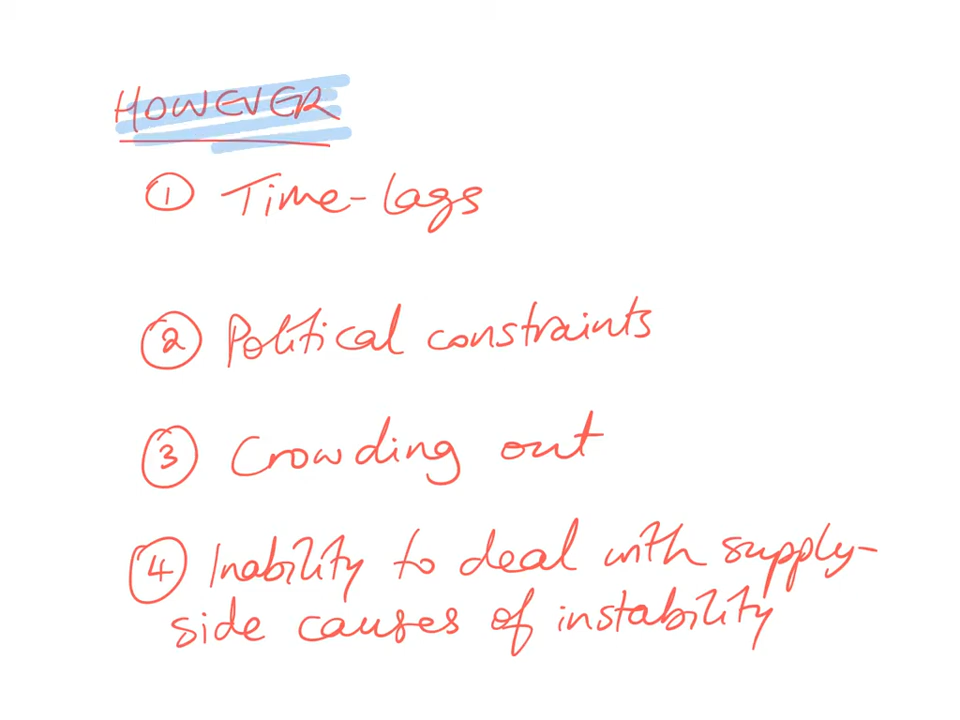 HOWEVER
① Time-lags
② Political constraints
③ Crowding out
④ Inability to deal with supply-
side causes of instability